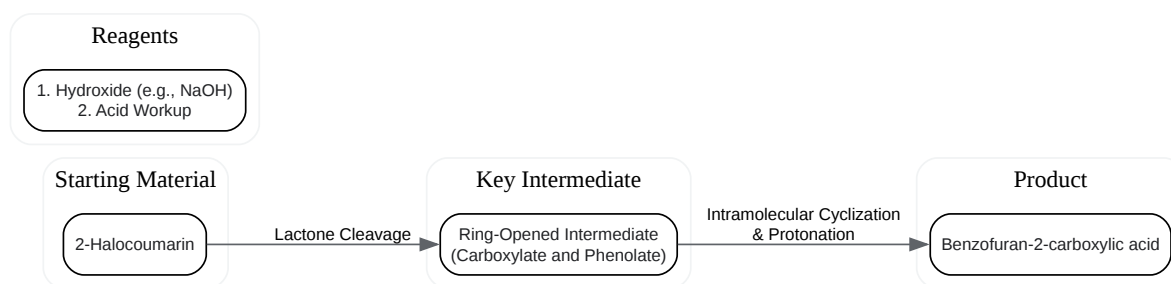 Reagents
1. Hydroxide (e.g., NaOH)
2. Acid Workup
Starting Material
2-Halocoumarin
Lactone Cleavage
Key Intermediate
Ring-Opened Intermediate
(Carboxylate and Phenolate)
Intramolecular Cyclization
& Protonation
Product
Benzofuran-2-carboxylic acid